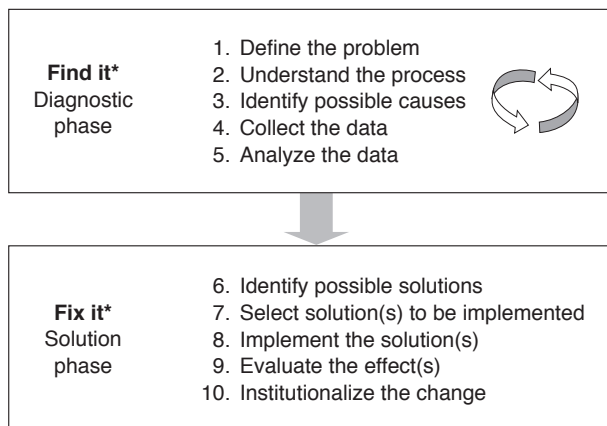 Find it*
Diagnostic
phase
1. Define the problem
2. Understand the process
3. Identify possible causes
4. Collect the data
5. Analyze the data
Fix it*
Solution
phase
6. Identify possible solutions
7. Select solution(s) to be implemented
8. Implement the solution(s)
9. Evaluate the effect(s)
10. Institutionalize the change